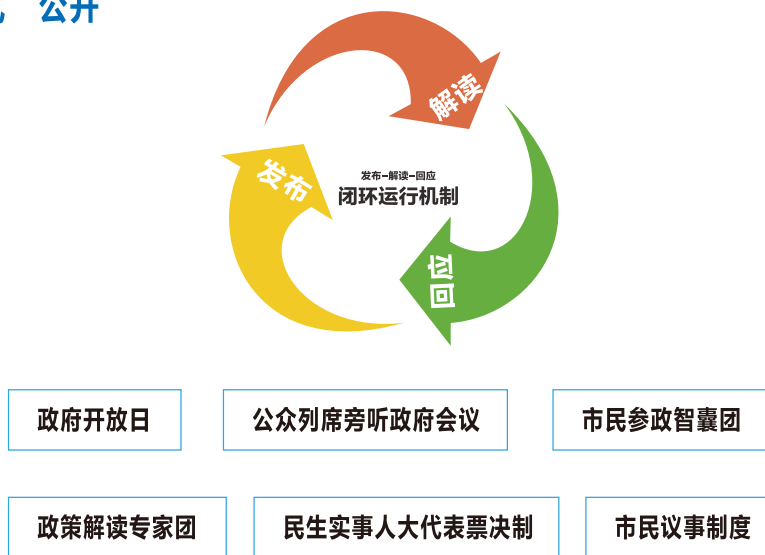 公开
解读
发布
发布-解读-回应
闭环运行机制
回应
政府开放日
公众列席旁听政府会议
市民参政智囊团
政策解读专家团
民生实事人大代表票决制
市民议事制度